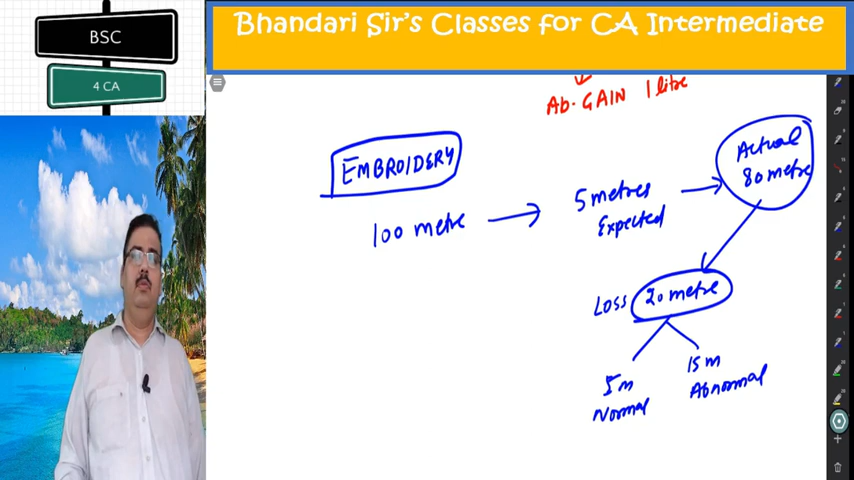 Bhandari Sir's Classes for CA Intermediate
BSC
4 CA
Ab. GAIN 1 litre
EMBROIDERY
100 metre
5 metres
Expected
Actual
80 metre
Loss 20 metre
5m
Normal
15m
Abnormal